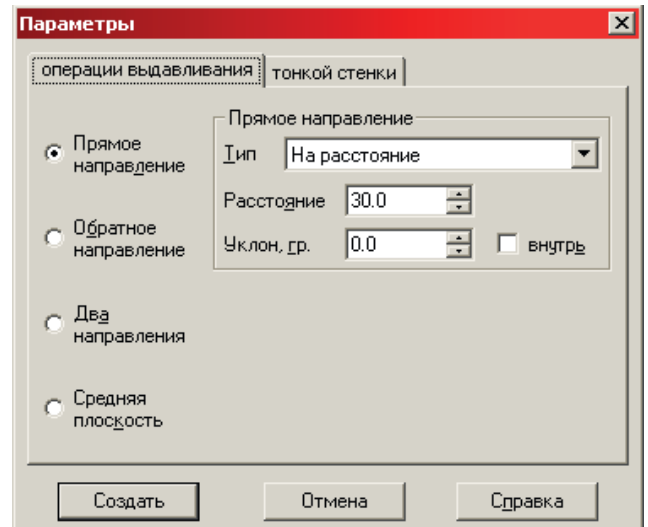 Параметры
операции выдавливания тонкой стенки
Прямое
направление
Обратное
направление
Два
направления
Средняя
плоскость
Прямое направление
Тип На расстояние
Расстояние 30.0
Уклон, гр. 0.0 внутрь
Создать Отмена Справка